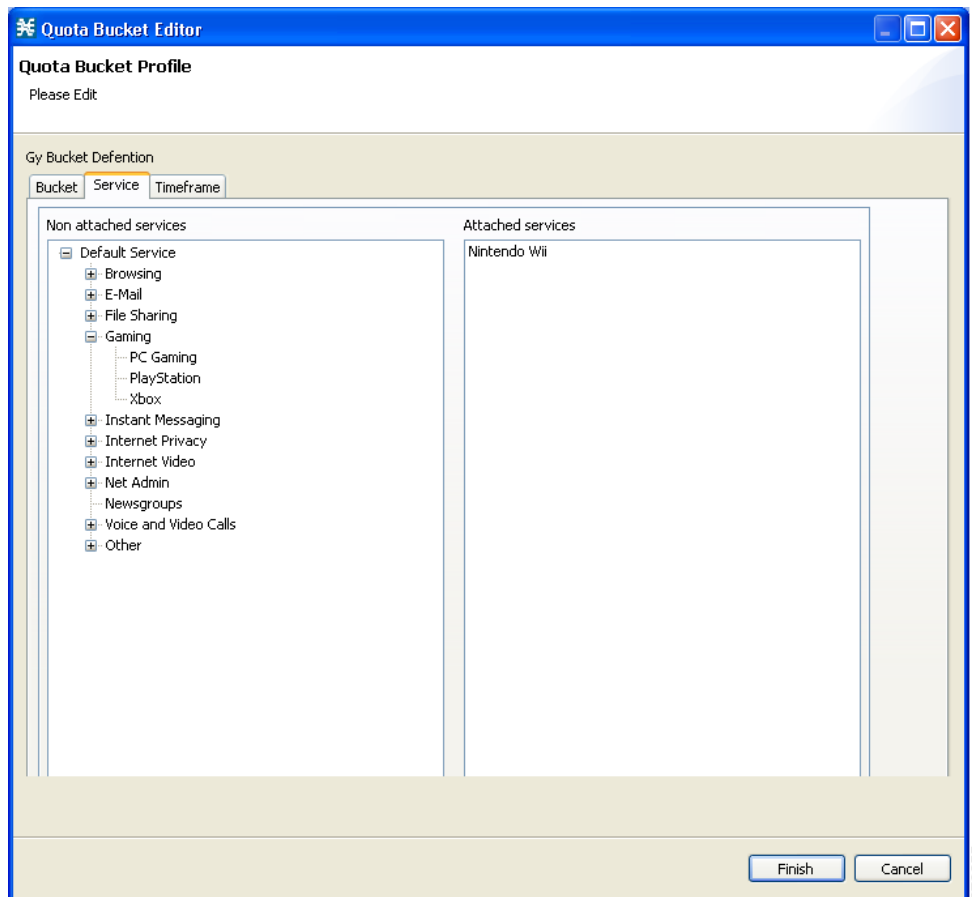 Quota Bucket Editor
Quota Bucket Profile
Please Edit
Gy Bucket Defention
Bucket Service Timeframe
Non attached services
Default Service
Browsing
E-Mail
File Sharing
Gaming
PC Gaming
PlayStation
Xbox
Instant Messaging
Internet Privacy
Internet Video
Net Admin
Newsgroups
Voice and Video Calls
Other
Attached services
Nintendo Wii
Finish Cancel